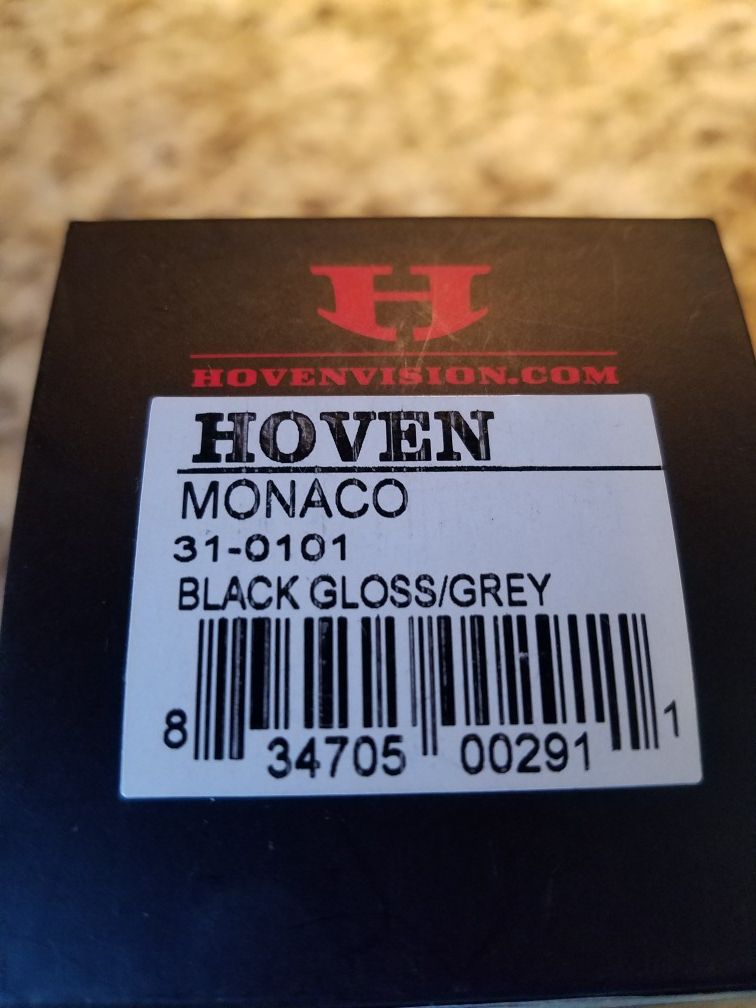 H
HOVENVISION.COM
HOVEN
MONACO
31-0101
BLACK GLOSS/GREY
8 34705 00291 1